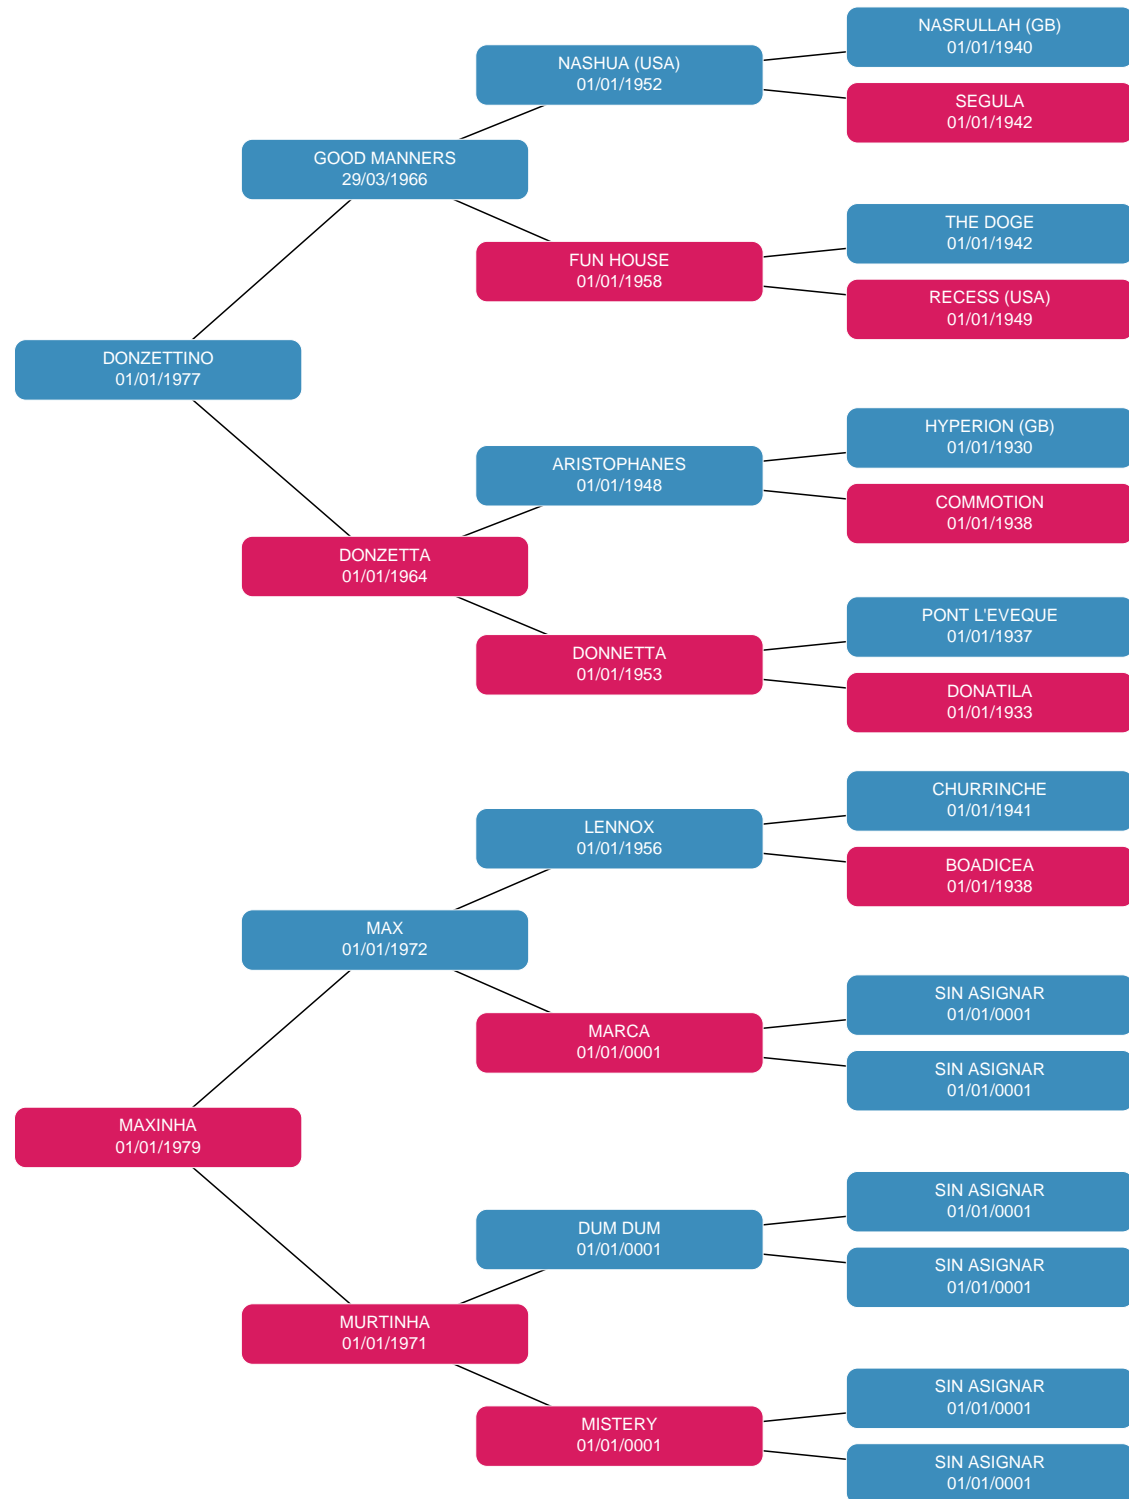 NASRULLAH (GB)
01/01/1940
NASHUA (USA)
01/01/1952
SEGULA
01/01/1942
GOOD MANNERS
29/03/1966
THE DOGE
01/01/1942
FUN HOUSE
01/01/1958
RECESS (USA)
01/01/1949
DONZETTINO
01/01/1977
HYPERION (GB)
01/01/1930
ARISTOPHANES
01/01/1948
COMMOTION
01/01/1938
DONZETTA
01/01/1964
PONT L'EVEQUE
01/01/1937
DONNETTA
01/01/1953
DONATILA
01/01/1933
CHURRINCHE
01/01/1941
LENNOX
01/01/1956
BOADICEA
01/01/1938
MAX
01/01/1972
SIN ASIGNAR
01/01/0001
MARCA
01/01/0001
SIN ASIGNAR
01/01/0001
MAXINHA
01/01/1979
SIN ASIGNAR
01/01/0001
DUM DUM
01/01/0001
SIN ASIGNAR
01/01/0001
MURTINHA
01/01/1971
SIN ASIGNAR
01/01/0001
MISTERY
01/01/0001
SIN ASIGNAR
01/01/0001